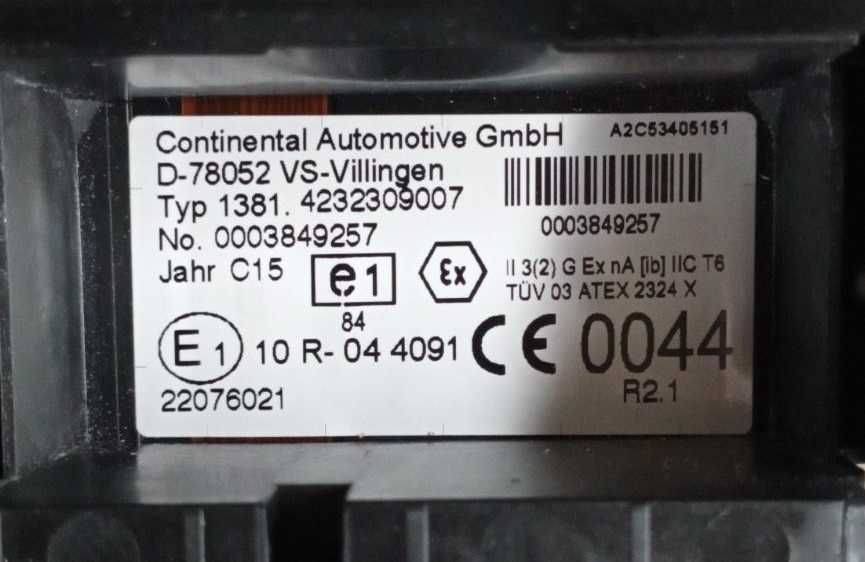 Continental Automotive GmbH A2C53405151
D-78052 VS-Villingen
Typ 1381. 4232309007
0003849257
No. 0003849257
Jahr C15 e1 Ex II 3(2) G Ex nA [ib] IIC T6
TÜV 03 ATEX 2324 X
84
E1 10 R- 04 4091 CE 0044
22076021 R2.1